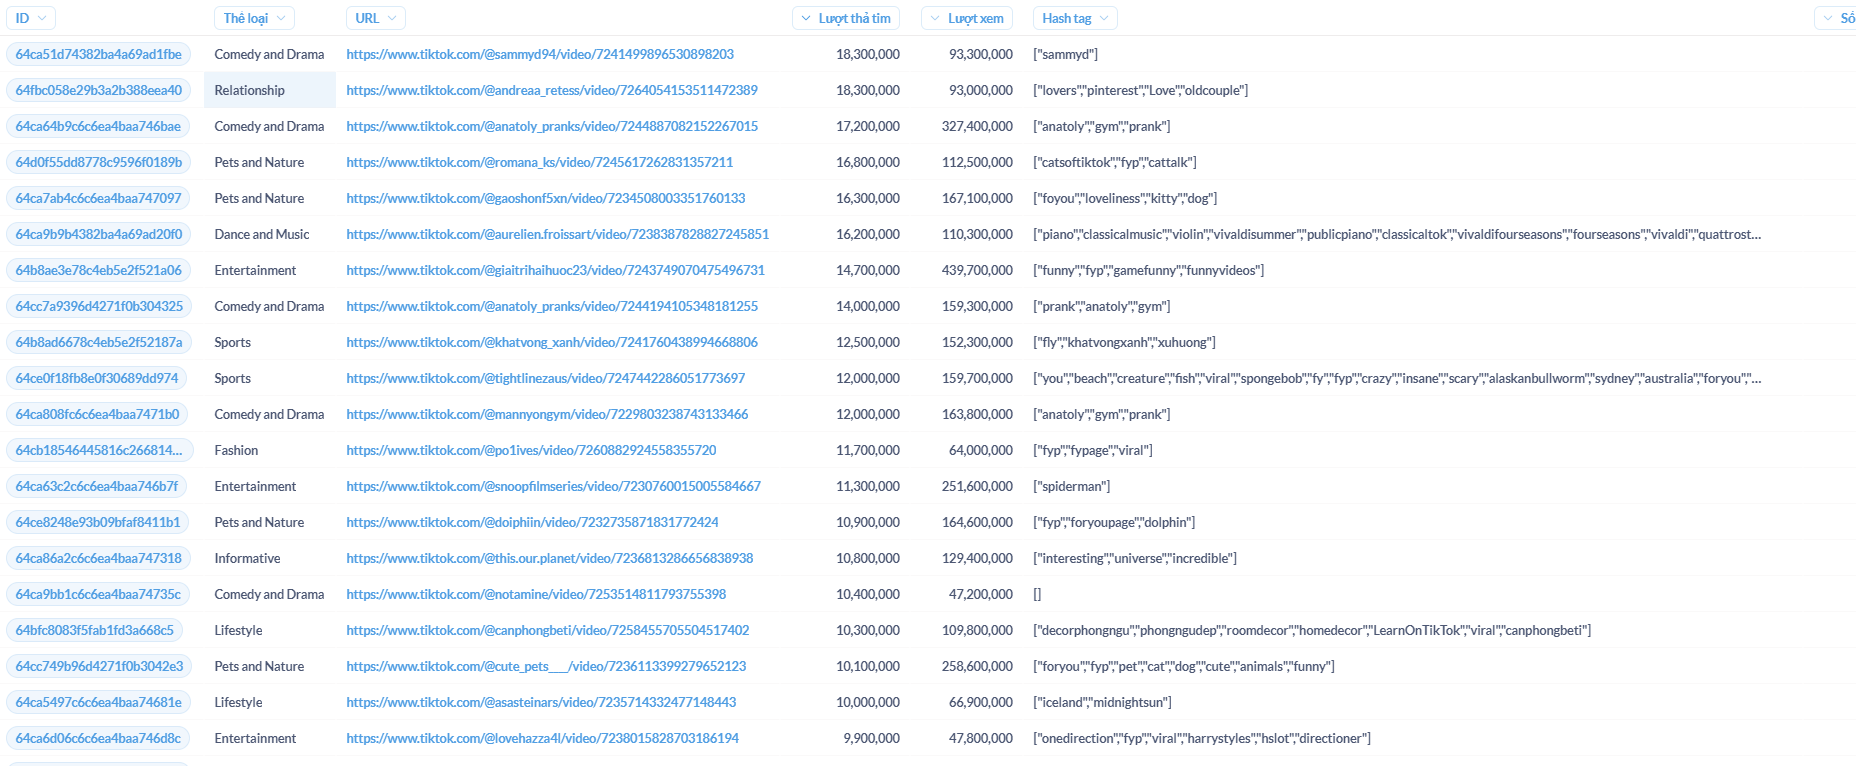 ID Thể loại URL Lượt thả tim Lượt xem Hash tag Số
64ca51d74382ba4a69ad1fbe Comedy and Drama https://www.tiktok.com/@sammyd94/video/7241499896530898203 18,300,000 93,300,000 ["sammyd"]
64fbc058e29b3a2b388eea40 Relationship https://www.tiktok.com/@andreaa_retess/video/7264054153511472389 18,300,000 93,000,000 ["lovers","pinterest","Love","oldcouple"]
64ca64b9c6c6ea4baa746bae Comedy and Drama https://www.tiktok.com/@anatoly_pranks/video/7244887082152267015 17,200,000 327,400,000 ["anatoly","gym","prank"]
64d0f55dd8778c9596f0189b Pets and Nature https://www.tiktok.com/@romana_ks/video/7245617262831357211 16,800,000 112,500,000 ["catsoftiktok","fyp","cattalk"]
64ca7ab4c6c6ea4baa747097 Pets and Nature https://www.tiktok.com/@gaoshonf5xn/video/7234508003351760133 16,300,000 167,100,000 ["foyou","loveliness","kitty","dog"]
64ca9b9b4382ba4a69ad20f0 Dance and Music https://www.tiktok.com/@aurelien.froissart/video/7238387828827245851 16,200,000 110,300,000 ["piano","classicalmusic","violin","vivaldisummer","publicpiano","classicaltok","vivaldifourseasons","fourseasons","vivaldi","quattrost...
64b8ae3e78c4eb5e2f521a06 Entertainment https://www.tiktok.com/@giaitrihaihuoc23/video/7243749070475496731 14,700,000 439,700,000 ["funny","fyp","gamefunny","funnyvideos"]
64cc7a9396d4271f0b304325 Comedy and Drama https://www.tiktok.com/@anatoly_pranks/video/7244194105348181255 14,000,000 159,300,000 ["prank","anatoly","gym"]
64b8ad6678c4eb5e2f52187a Sports https://www.tiktok.com/@khatvong_xanh/video/7241760438994668806 12,500,000 152,300,000 ["fly","khatvongxanh","xuhuong"]
64ce0f18fb8e0f30689dd974 Sports https://www.tiktok.com/@tightlinezaus/video/7247442286051773697 12,000,000 159,700,000 ["you","beach","creature","fish","viral","spongebob","fy","fyp","crazy","insane","scary","alaskanbullworm","sydney","australia","foryou","...
64ca808fc6c6ea4baa7471b0 Comedy and Drama https://www.tiktok.com/@mannyongym/video/7229803238743133466 12,000,000 163,800,000 ["anatoly","gym","prank"]
64cb18546445816c266814... Fashion https://www.tiktok.com/@po1ives/video/7260882924558355720 11,700,000 64,000,000 ["fyp","fypage","viral"]
64ca63c2c6c6ea4baa746b7f Entertainment https://www.tiktok.com/@snoopfilmseries/video/7230760015005584667 11,300,000 251,600,000 ["spiderman"]
64ce8248e93b09bfaf8411b1 Pets and Nature https://www.tiktok.com/@doiphiin/video/7232735871831772424 10,900,000 164,600,000 ["fyp","foryoupage","dolphin"]
64ca86a2c6c6ea4baa747318 Informative https://www.tiktok.com/@this.our.planet/video/7236813286656838938 10,800,000 129,400,000 ["interesting","universe","incredible"]
64ca9bb1c6c6ea4baa74735c Comedy and Drama https://www.tiktok.com/@notamine/video/7253514811793755398 10,400,000 47,200,000 []
64bfc8083f5fab1fd3a668c5 Lifestyle https://www.tiktok.com/@canphongbeti/video/7258455705504517402 10,300,000 109,800,000 ["decorphongngu","phongngudep","roomdecor","homedecor","LearnOnTikTok","viral","canphongbeti"]
64cc749b96d4271f0b3042e3 Pets and Nature https://www.tiktok.com/@cute_pets___/video/7236113399279652123 10,100,000 258,600,000 ["foryou","fyp","pet","cat","dog","cute","animals","funny"]
64ca5497c6c6ea4baa74681e Lifestyle https://www.tiktok.com/@asasteinars/video/7235714332477148443 10,000,000 66,900,000 ["iceland","midnightsun"]
64ca6d06c6c6ea4baa746d8c Entertainment https://www.tiktok.com/@lovehazza4l/video/7238015828703186194 9,900,000 47,800,000 ["onedirection","fyp","viral","harrystyles","hslot","directioner"]